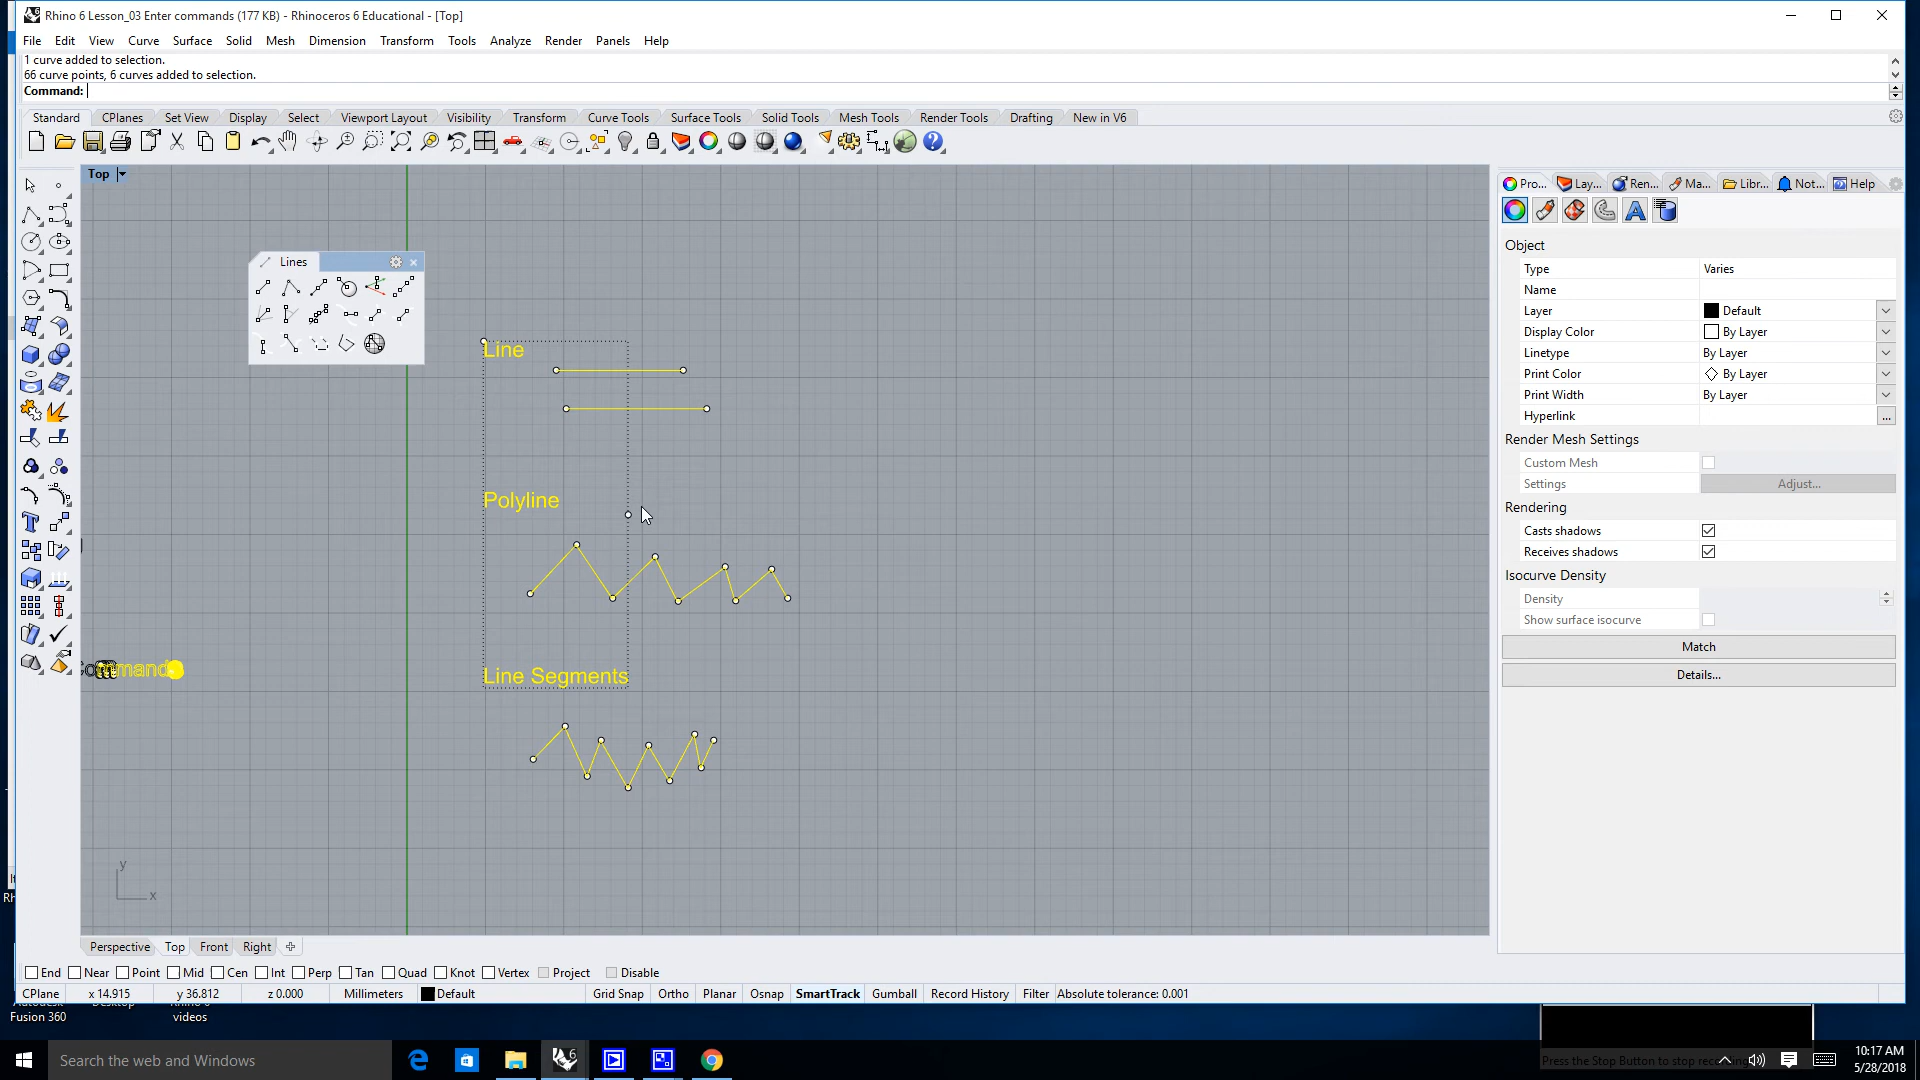 Rhino 6 Lesson_03 Enter commands (177 KB) - Rhinoceros 6 Educational - [Top]
File Edit View Curve Surface Solid Mesh Dimension Transform Tools Analyze Render Panels Help
1 curve added to selection.
66 curve points, 6 curves added to selection.
Command:
Standard CPlanes Set View Display Select Viewport Layout Visibility Transform Curve Tools Surface Tools Solid Tools Mesh Tools Render Tools Drafting New in V6
Top
Pro... Lay... Ren... Ma... Libr... Not... Help
Lines
Line
Polyline
Line Segments
Object
Type Varies
Name
Layer Default
Display Color By Layer
Linetype By Layer
Print Color By Layer
Print Width By Layer
Hyperlink ...
Render Mesh Settings
Custom Mesh
Settings Adjust...
Rendering
Casts shadows
Receives shadows
Isocurve Density
Density
Show surface isocurve
Match
Details...
y
x
Perspective Top Front Right
End Near Point Mid Cen Int Perp Tan Quad Knot Vertex Project Disable
CPlane x 14.915 y 36.812 z 0.000 Millimeters Default Grid Snap Ortho Planar Osnap SmartTrack Gumball Record History Filter Absolute tolerance: 0.001
Fusion 360 videos
Search the web and Windows
Press the Stop Button to stop
10:17 AM
5/28/2018